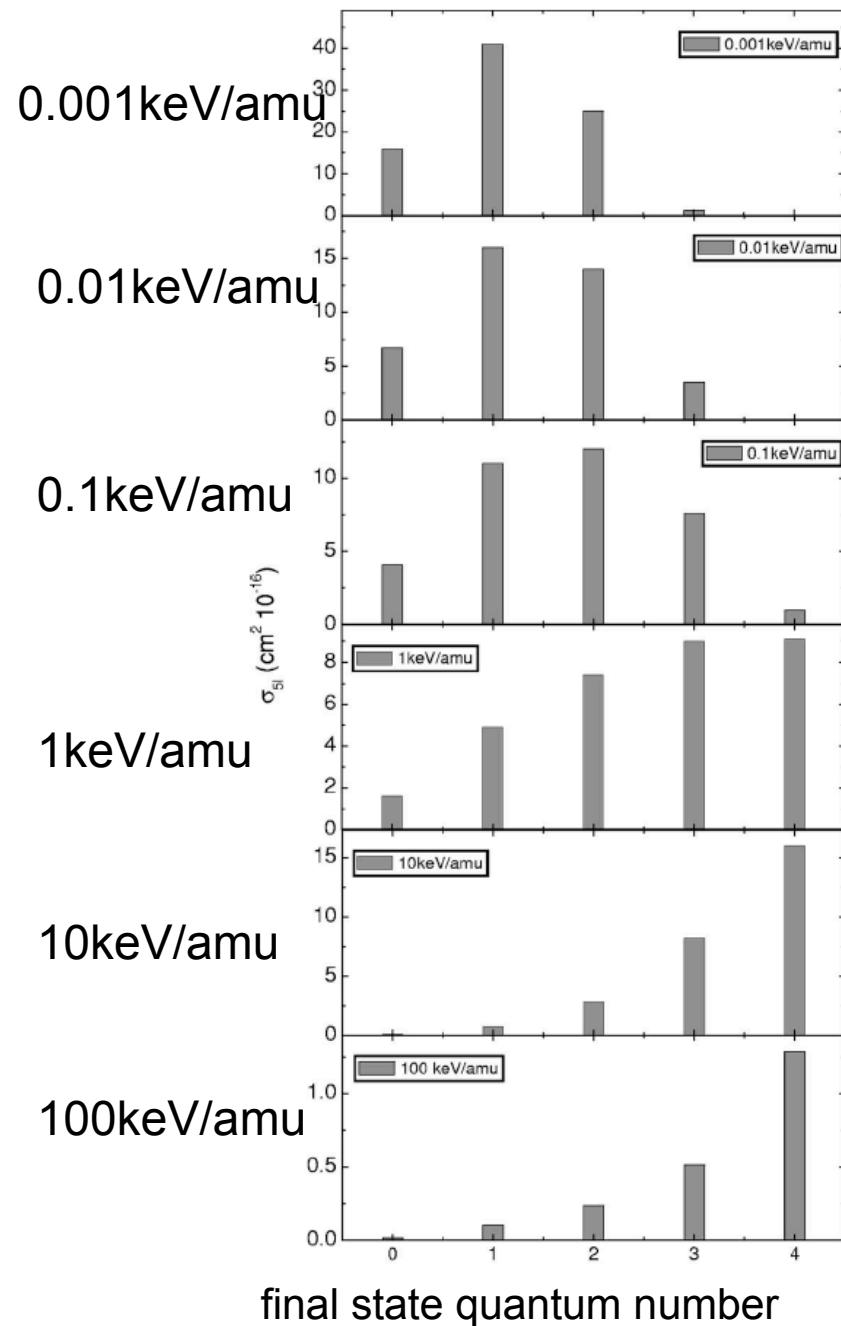 0.001keV/amu
40
30
20
10
0
0.001keV/amu
0.01keV/amu
15
10
5
0
0.01keV/amu
0.1keV/amu
10
5
0
0.1keV/amu
σ5l (cm² 10⁻¹⁶)
1keV/amu
8
6
4
2
0
1keV/amu
10keV/amu
15
10
5
0
10keV/amu
100keV/amu
1.0
0.5
0.0
100 keV/amu
0 1 2 3 4
final state quantum number